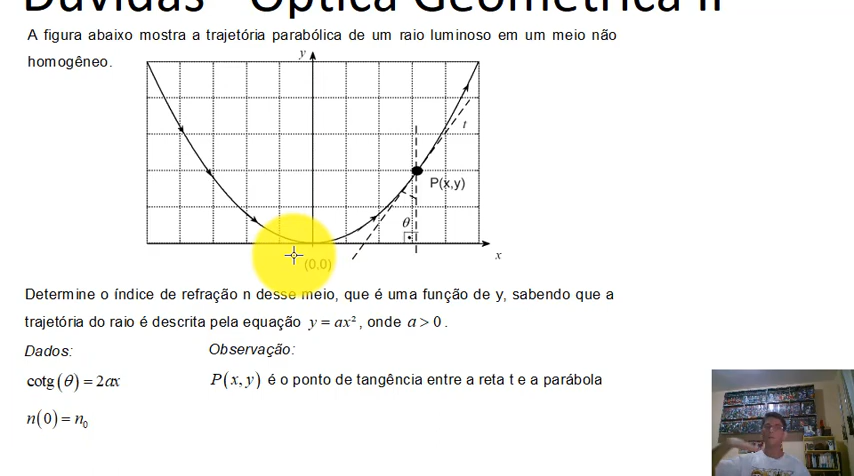 Dúvidas - Óptica Geométrica II
A figura abaixo mostra a trajetória parabólica de um raio luminoso em um meio não
homogêneo.
y
t
P(x,y)
θ
x
(0,0)
Determine o índice de refração n desse meio, que é uma função de y, sabendo que a
trajetória do raio é descrita pela equação y = ax², onde a > 0.
Dados:
Observação:
cotg(θ) = 2ax
P(x, y) é o ponto de tangência entre a reta t e a parábola
n(0) = n₀